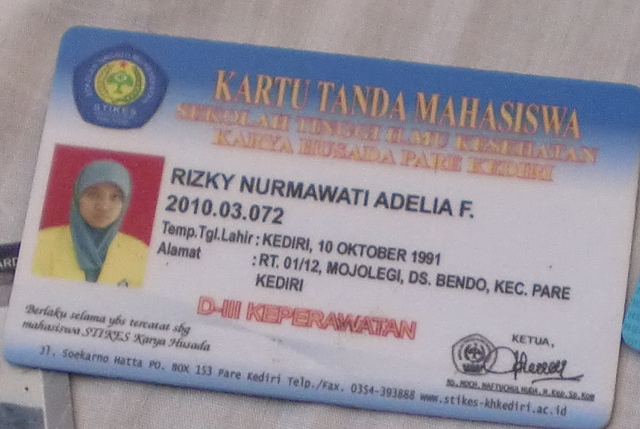 STIKES
KARTU TANDA MAHASISWA
SEKOLAH TINGGI ILMU KESEHATAN
KARYA HUSADA PARE KEDIRI
RIZKY NURMAWATI ADELIA F.
2010.03.072
Temp.Tgl.Lahir : KEDIRI, 10 OKTOBER 1991
Alamat : RT. 01/12, MOJOLEGI, DS. BENDO, KEC. PARE
KEDIRI
D-III KEPERAWATAN
Berlaku selama ybs tercatat sbg
mahasiswa STIKES Karya Husada
KETUA,
Jl. Soekarno Hatta PO. BOX 153 Pare Kediri Telp./Fax. 0354-393888 www.stikes-khkediri.ac.id